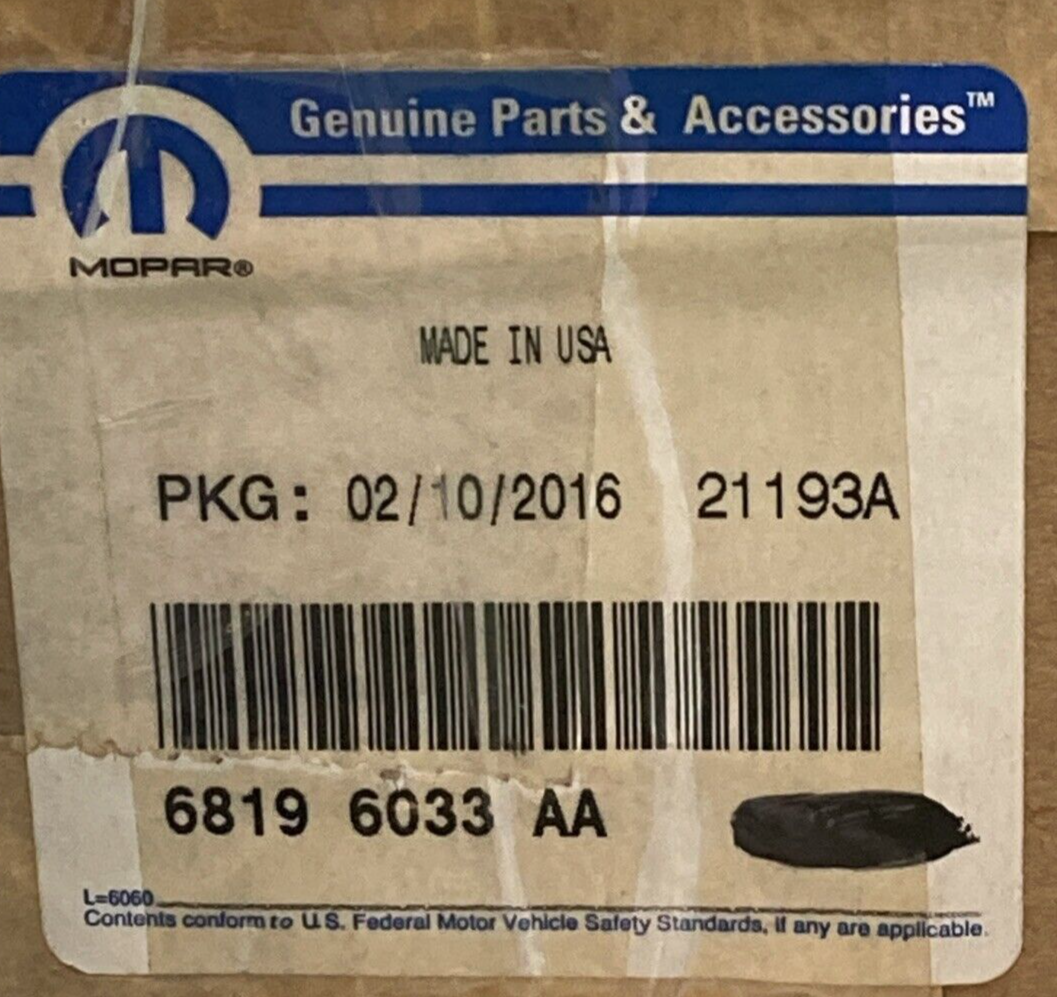 Genuine Parts & Accessories™
MOPAR®
MADE IN USA
PKG: 02/10/2016 21193A
6819 6033 AA
L=6060
Contents conform to U.S. Federal Motor Vehicle Safety Standards, if any are applicable.